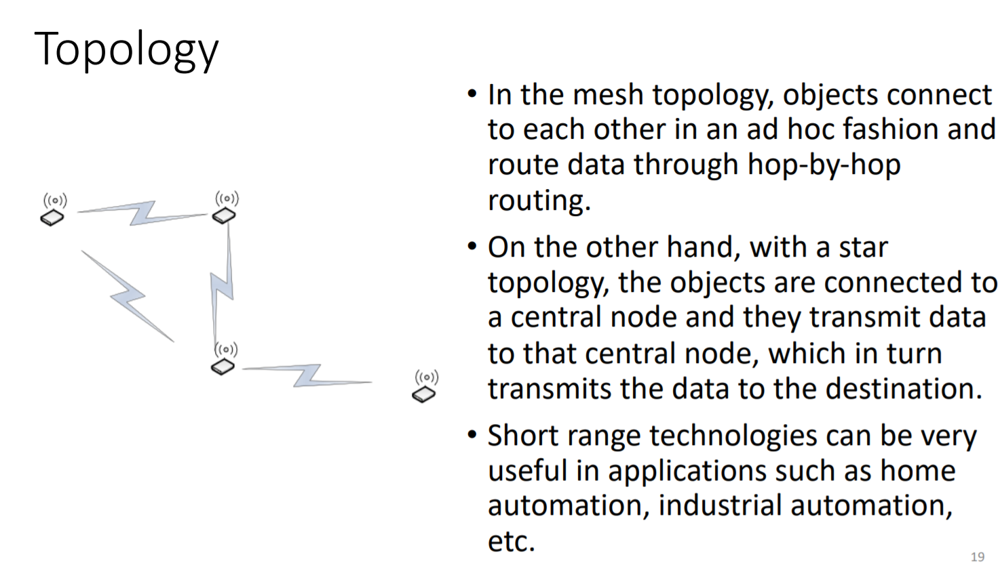 Topology
• In the mesh topology, objects connect
to each other in an ad hoc fashion and
route data through hop-by-hop
routing.
• On the other hand, with a star
topology, the objects are connected to
a central node and they transmit data
to that central node, which in turn
transmits the data to the destination.
• Short range technologies can be very
useful in applications such as home
automation, industrial automation,
etc.
19